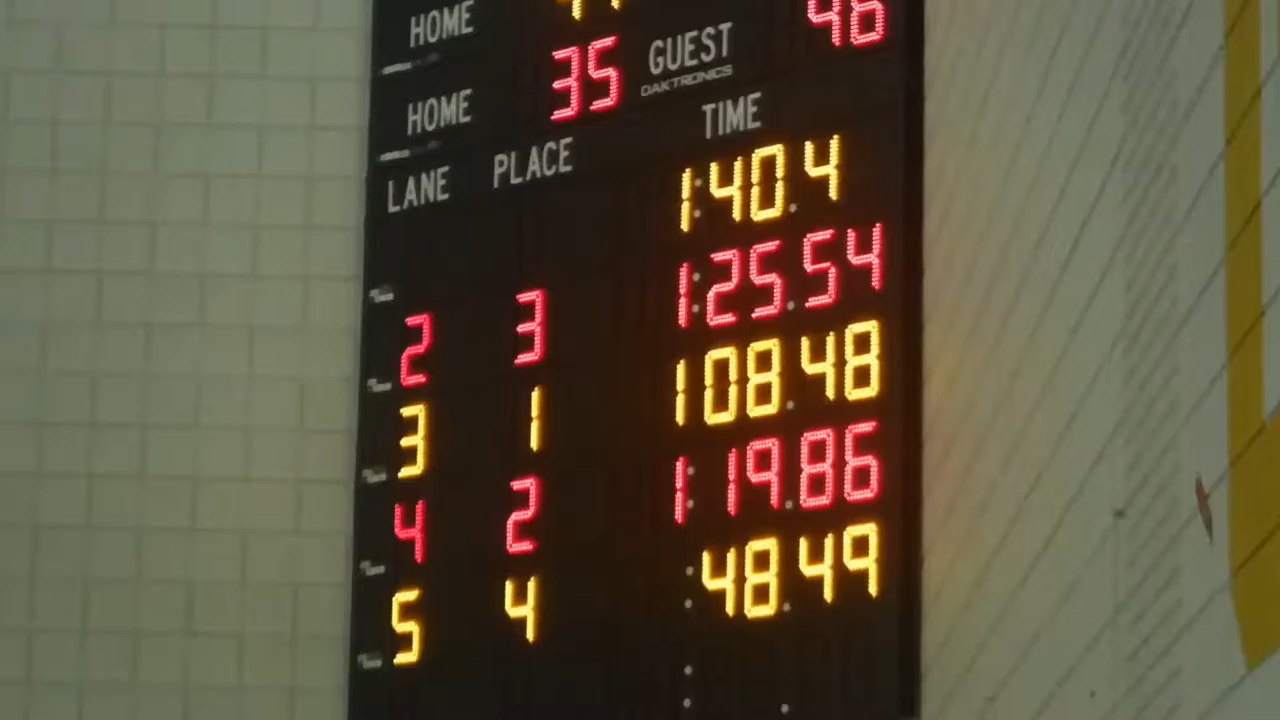 HOME 46
HOME 35 GUEST
DAKTRONICS
LANE PLACE TIME
1:40.4
2 3 1:25.54
3 1 1:08.48
4 2 1:19.86
5 4 :48.49